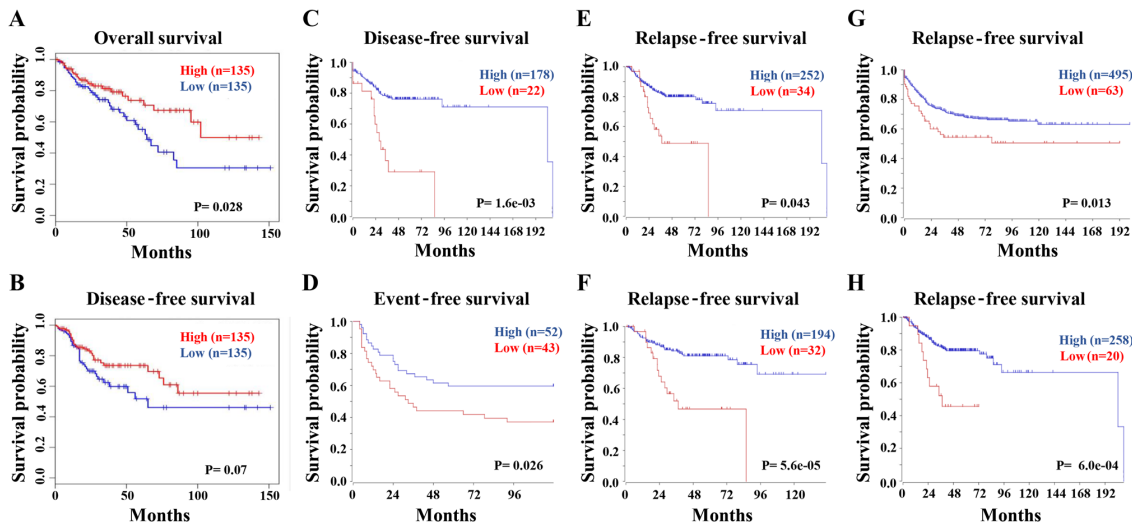 A
Overall survival
Survival probability
1.0
0.8
0.6
0.4
0.2
0.0
High (n=135)
Low (n=135)
P= 0.028
0 50 100 150
Months
C
Disease-free survival
Survival probability
1.0
0.8
0.6
0.4
0.2
0.0
High (n=178)
Low (n=22)
P= 1.6e-03
0 24 48 72 96 120 144 168 192
Months
E
Relapse-free survival
Survival probability
1.0
0.8
0.6
0.4
0.2
0.0
High (n=252)
Low (n=34)
P= 0.043
0 24 48 72 96 120 144 168 192
Months
G
Relapse-free survival
Survival probability
1.0
0.8
0.6
0.4
0.2
0.0
High (n=495)
Low (n=63)
P= 0.013
0 24 48 72 96 120 144 168 192
Months
B
Disease-free survival
Survival probability
1.0
0.8
0.6
0.4
0.2
0.0
High (n=135)
Low (n=135)
P= 0.07
0 50 100 150
Months
D
Event-free survival
Survival probability
1.0
0.8
0.6
0.4
0.2
0.0
High (n=52)
Low (n=43)
P= 0.026
0 24 48 72 96
Months
F
Relapse-free survival
Survival probability
1.0
0.8
0.6
0.4
0.2
0.0
High (n=194)
Low (n=32)
P= 5.6e-05
0 24 48 72 96 120
Months
H
Relapse-free survival
Survival probability
1.0
0.8
0.6
0.4
0.2
0.0
High (n=258)
Low (n=20)
P= 6.0e-04
0 24 48 72 96 120 144 168 192
Months